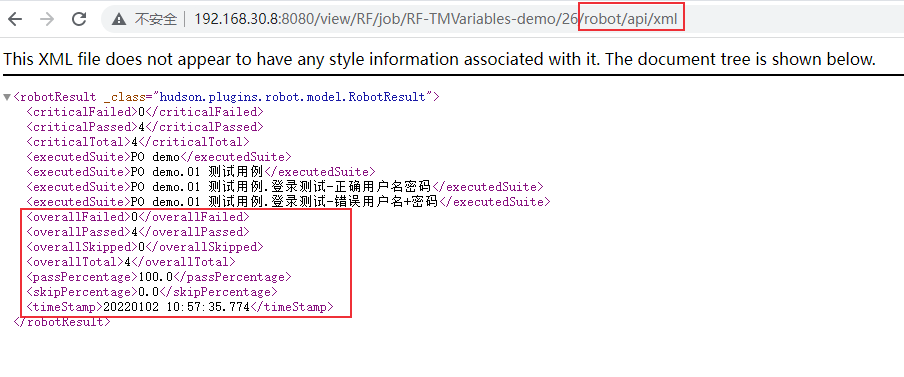 不安全 | 192.168.30.8:8080/view/RF/job/RF-TMVariables-demo/26/robot/api/xml
This XML file does not appear to have any style information associated with it. The document tree is shown below.
▼<robotResult _class="hudson.plugins.robot.model.RobotResult">
<criticalFailed>0</criticalFailed>
<criticalPassed>4</criticalPassed>
<criticalTotal>4</criticalTotal>
<executedSuite>PO demo</executedSuite>
<executedSuite>PO demo.01 测试用例</executedSuite>
<executedSuite>PO demo.01 测试用例.登录测试-正确用户名密码</executedSuite>
<executedSuite>PO demo.01 测试用例.登录测试-错误用户名+密码</executedSuite>
<overallFailed>0</overallFailed>
<overallPassed>4</overallPassed>
<overallSkipped>0</overallSkipped>
<overallTotal>4</overallTotal>
<passPercentage>100.0</passPercentage>
<skipPercentage>0.0</skipPercentage>
<timeStamp>20220102 10:57:35.774</timeStamp>
</robotResult>